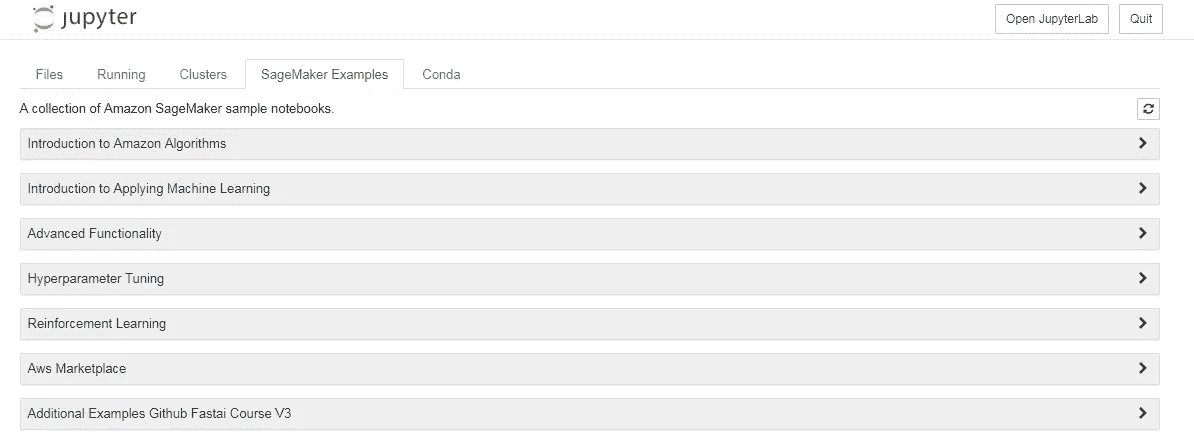 jupyter
Open JupyterLab
Quit
Files
Running
Clusters
SageMaker Examples
Conda
A collection of Amazon SageMaker sample notebooks.
Introduction to Amazon Algorithms
Introduction to Applying Machine Learning
Advanced Functionality
Hyperparameter Tuning
Reinforcement Learning
Aws Marketplace
Additional Examples Github Fastai Course V3